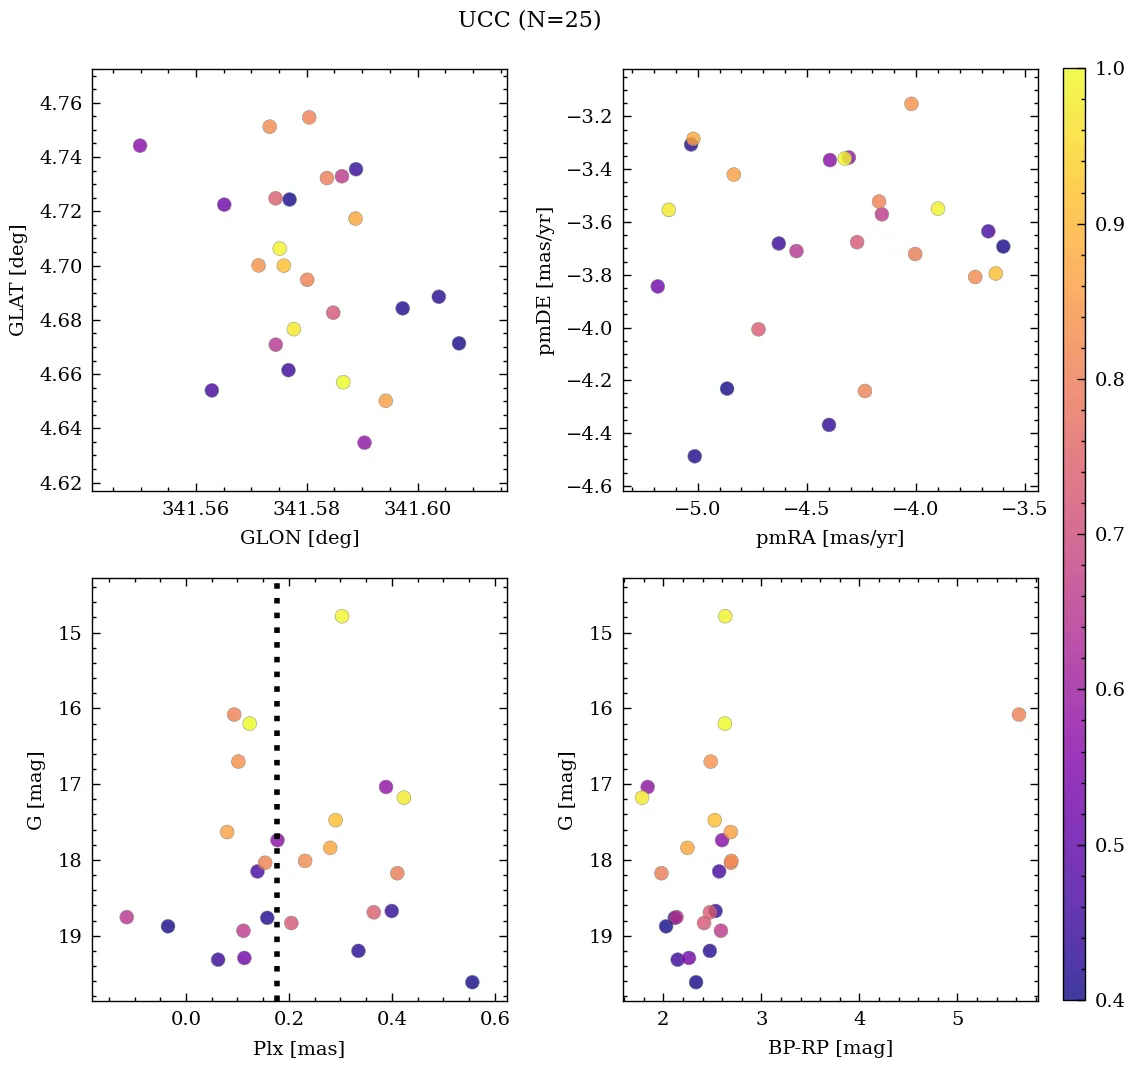 UCC (N=25)
4.76
4.74
4.72
4.70
4.68
4.66
4.64
4.62
GLAT [deg]
341.56 341.58 341.60
GLON [deg]
−3.2
−3.4
−3.6
−3.8
−4.0
−4.2
−4.4
−4.6
pmDE [mas/yr]
−5.0 −4.5 −4.0 −3.5
pmRA [mas/yr]
1.0
0.9
0.8
0.7
0.6
0.5
0.4
15
16
17
18
19
G [mag]
0.0 0.2 0.4 0.6
Plx [mas]
15
16
17
18
19
G [mag]
2 3 4 5
BP-RP [mag]